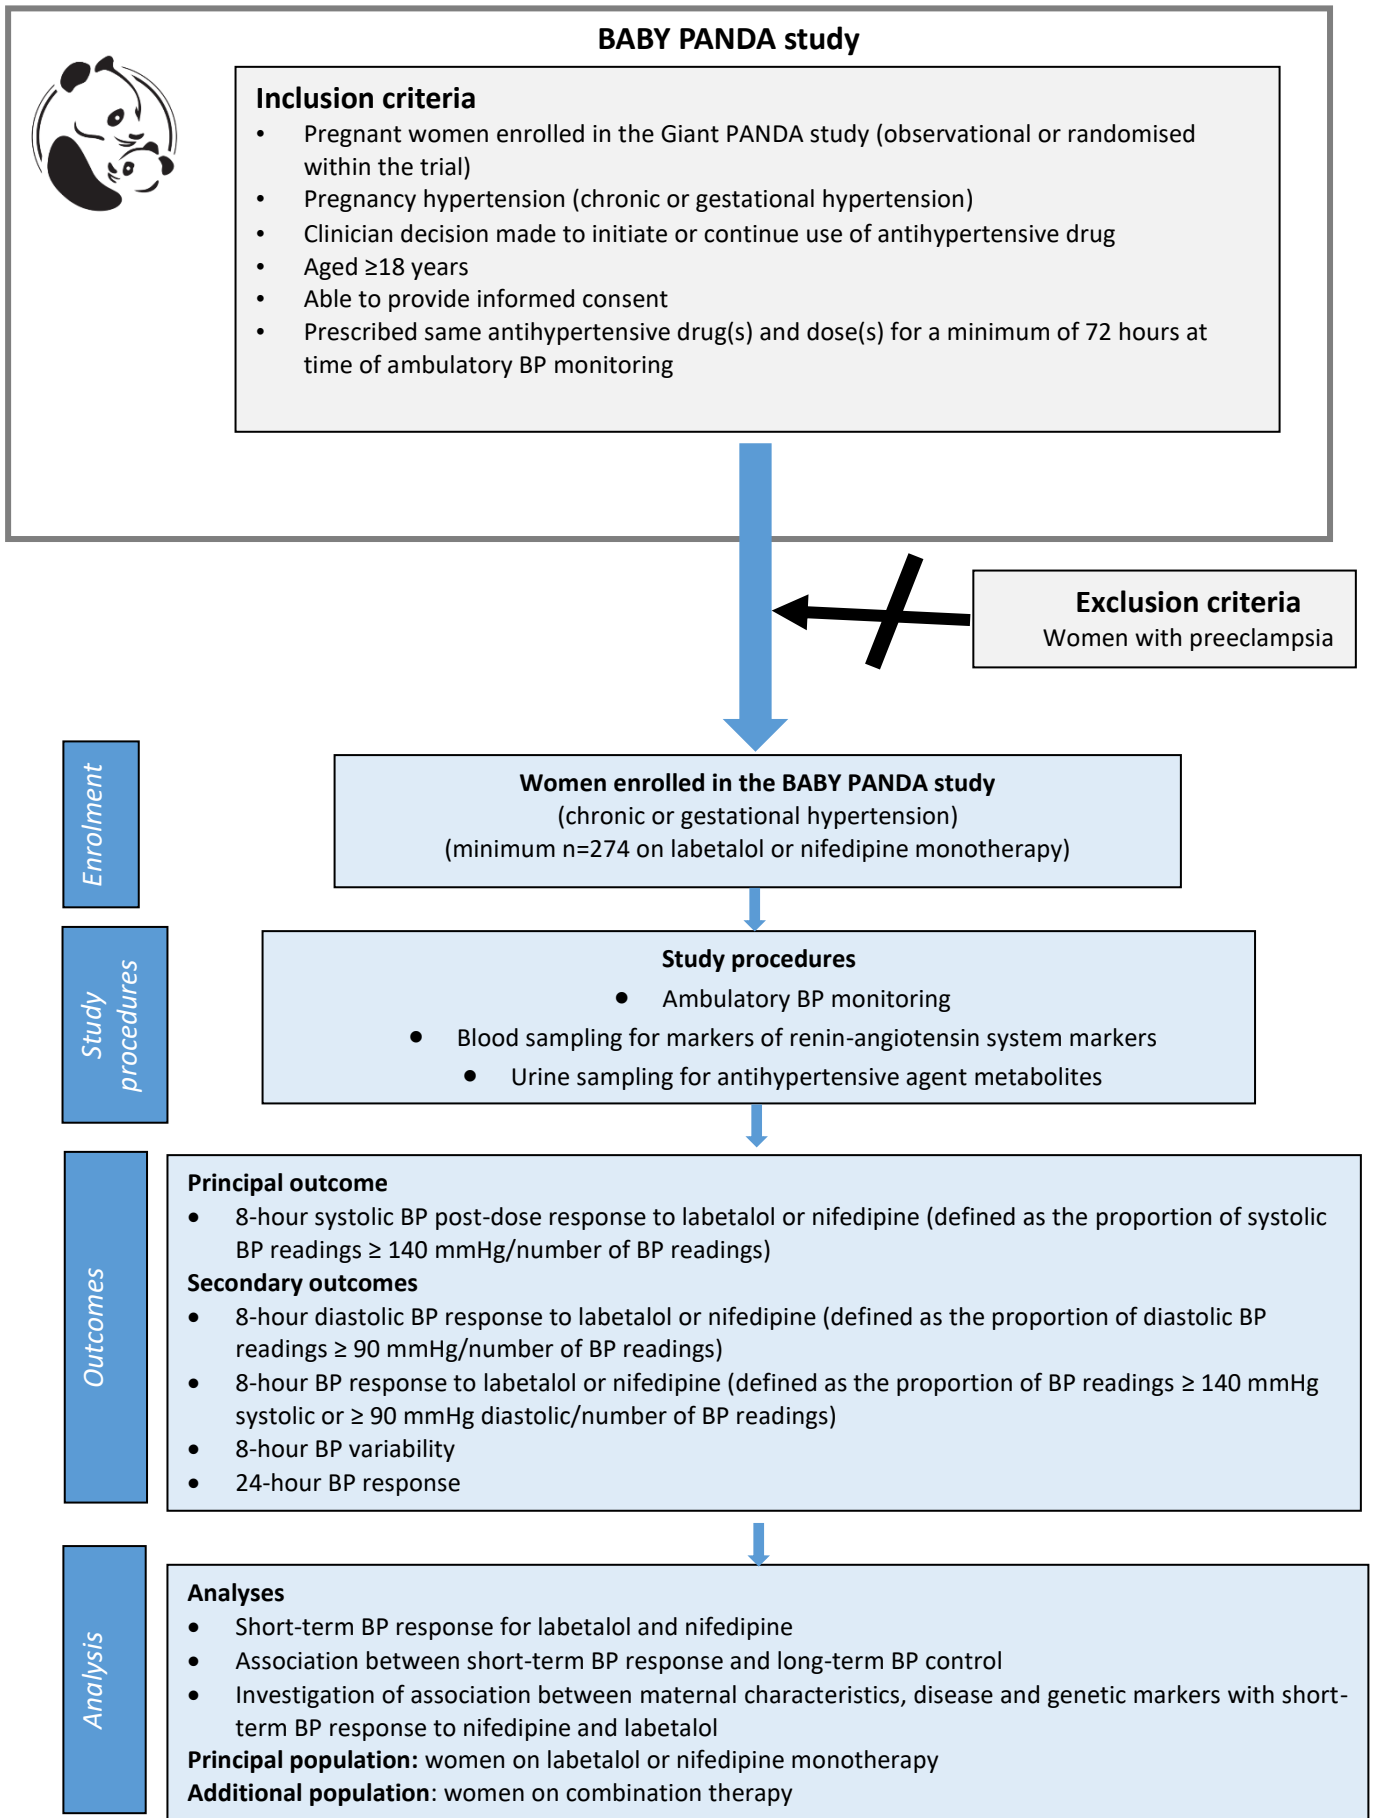 BABY PANDA study
Inclusion criteria
• Pregnant women enrolled in the Giant PANDA study (observational or randomised
within the trial)
• Pregnancy hypertension (chronic or gestational hypertension)
• Clinician decision made to initiate or continue use of antihypertensive drug
• Aged ≥18 years
• Able to provide informed consent
• Prescribed same antihypertensive drug(s) and dose(s) for a minimum of 72 hours at
time of ambulatory BP monitoring
Exclusion criteria
Women with preeclampsia
Enrolment
Women enrolled in the BABY PANDA study
(chronic or gestational hypertension)
(minimum n=274 on labetalol or nifedipine monotherapy)
Study
procedures
Study procedures
• Ambulatory BP monitoring
• Blood sampling for markers of renin-angiotensin system markers
• Urine sampling for antihypertensive agent metabolites
Outcomes
Principal outcome
• 8-hour systolic BP post-dose response to labetalol or nifedipine (defined as the proportion of systolic
BP readings ≥ 140 mmHg/number of BP readings)
Secondary outcomes
• 8-hour diastolic BP response to labetalol or nifedipine (defined as the proportion of diastolic BP
readings ≥ 90 mmHg/number of BP readings)
• 8-hour BP response to labetalol or nifedipine (defined as the proportion of BP readings ≥ 140 mmHg
systolic or ≥ 90 mmHg diastolic/number of BP readings)
• 8-hour BP variability
• 24-hour BP response
Analysis
Analyses
• Short-term BP response for labetalol and nifedipine
• Association between short-term BP response and long-term BP control
• Investigation of association between maternal characteristics, disease and genetic markers with short-
term BP response to nifedipine and labetalol
Principal population: women on labetalol or nifedipine monotherapy
Additional population: women on combination therapy